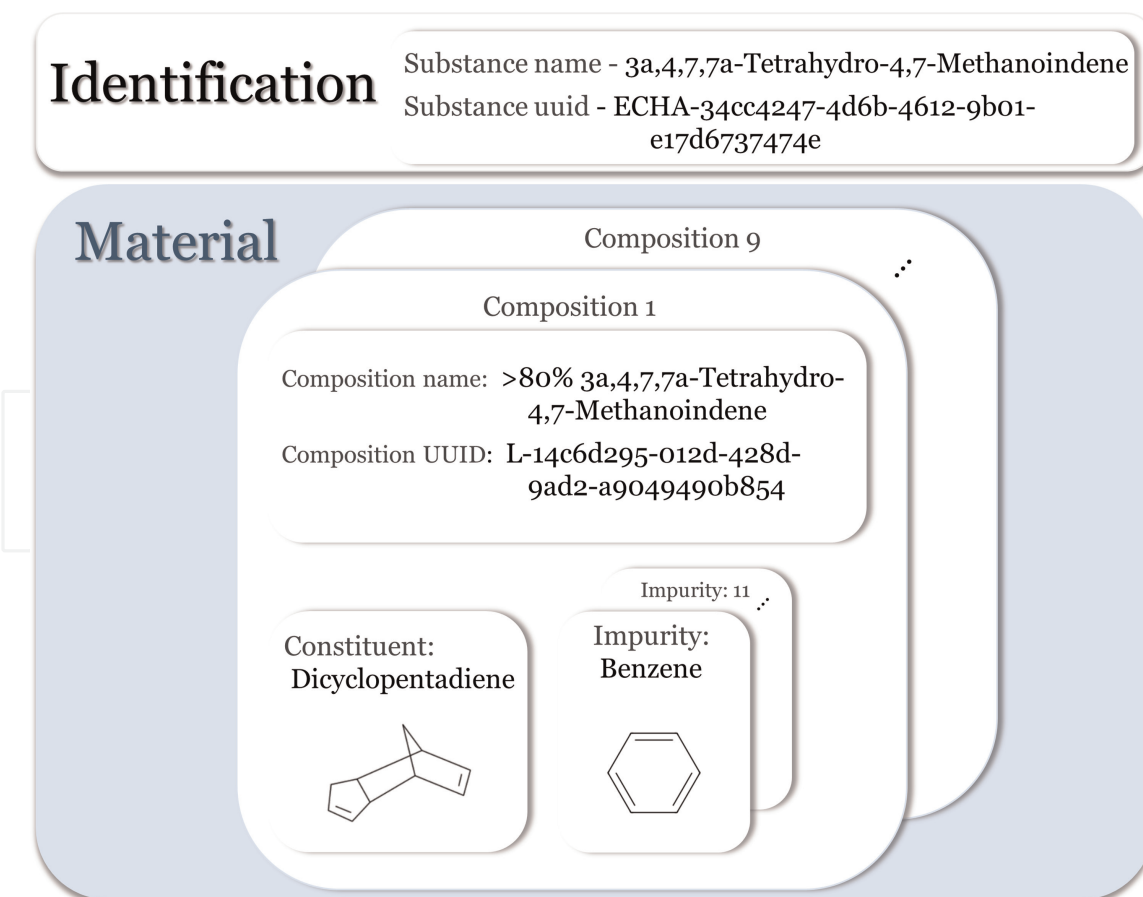 Identification
Substance name - 3a,4,7,7a-Tetrahydro-4,7-Methanoindene
Substance uuid - ECHA-34cc4247-4d6b-4612-9b01-
e17d6737474e
Material
Composition 9
...
Composition 1
Composition name: >80% 3a,4,7,7a-Tetrahydro-
4,7-Methanoindene
Composition UUID: L-14c6d295-012d-428d-
9ad2-a9049490b854
Impurity: 11
...
Constituent:
Dicyclopentadiene
Impurity:
Benzene